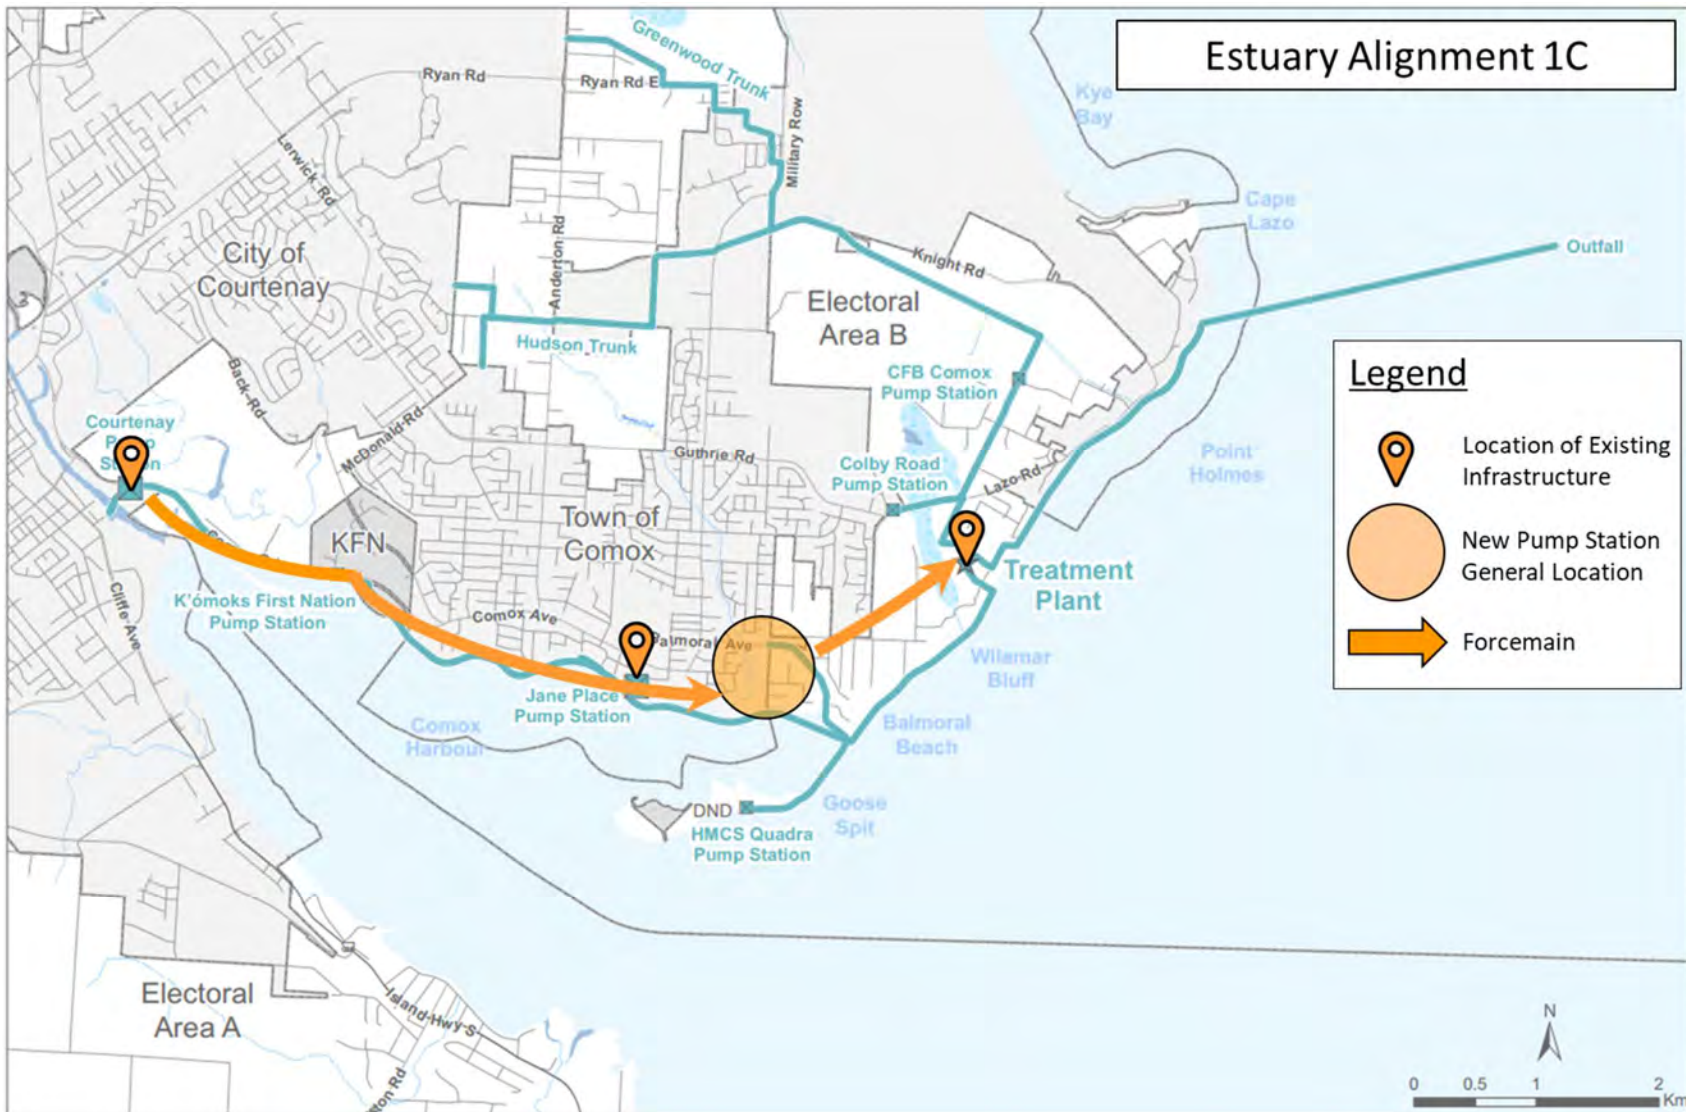 Estuary Alignment 1C
Greenwood Trunk
Ryan Rd
Ryan Rd E
Military Row
Kye
Bay
Lerwick Rd
Cape
Lazo
Outfall
City of
Courtenay
Anderton Rd
Knight Rd
Electoral
Area B
Hudson Trunk
CFB Comox
Pump Station
Back Rd
McDonald Rd
Courtenay
Station
Guthrie Rd
Colby Road
Pump Station
Lazo Rd
Point
Holmes
Town of
Comox
KFN
Treatment
Plant
K'ómoks First Nation
Pump Station
Cliffe Ave
Comox Ave
Balmoral Ave
Wilamar
Bluff
Jane Place
Pump Station
Comox
Harbour
Balmoral
Beach
DND
HMCS Quadra
Pump Station
Goose
Spit
Electoral
Area A
Island Hwy S
ston Rd
Legend
Location of Existing
Infrastructure
New Pump Station
General Location
Forcemain
N
0 0.5 1 2
Km